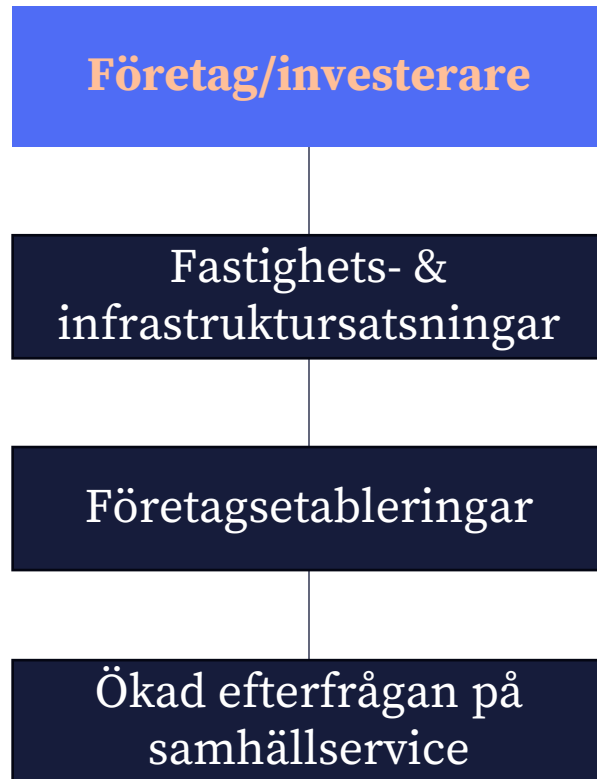 Företag/investerare
Fastighets- &
infrastruktursatsningar
Företagsetableringar
Ökad efterfrågan på
samhällservice